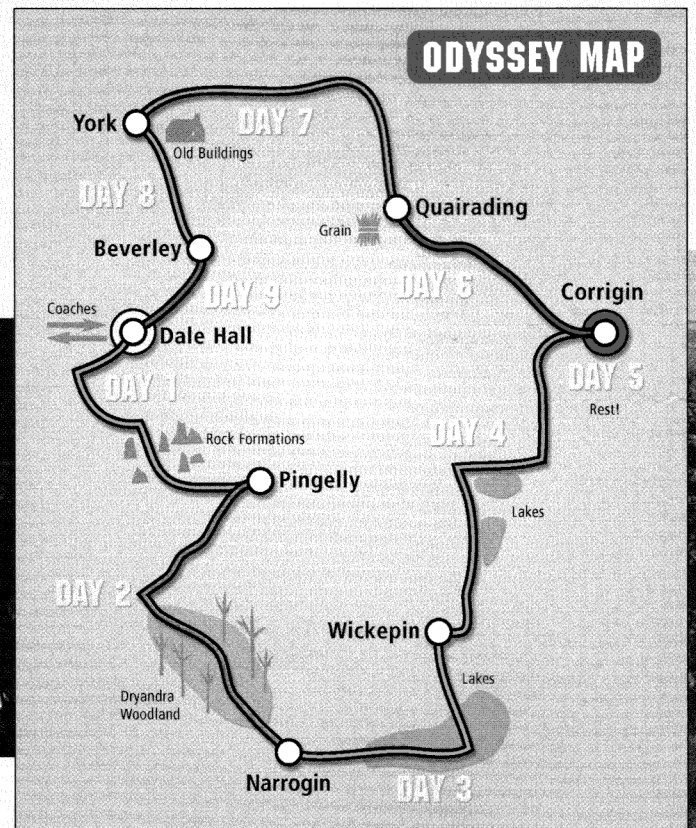 ODYSSEY MAP
York
DAY 7
Old Buildings
DAY 8
Quairading
Grain
Beverley
DAY 6
Corrigin
DAY 9
Coaches
Dale Hall
DAY 5
DAY 1
Rest!
DAY 4
Rock Formations
Pingelly
Lakes
DAY 2
Wickepin
Lakes
Dryandra
Woodland
Narrogin
DAY 3